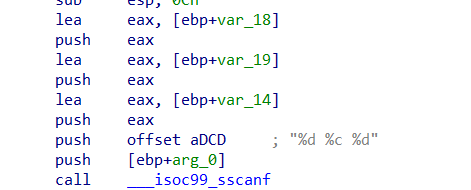 sub esp, 0Ch
lea eax, [ebp+var_18]
push eax
lea eax, [ebp+var_19]
push eax
lea eax, [ebp+var_14]
push eax
push offset aDCD ; "%d %c %d"
push [ebp+arg_0]
call ___isoc99_sscanf